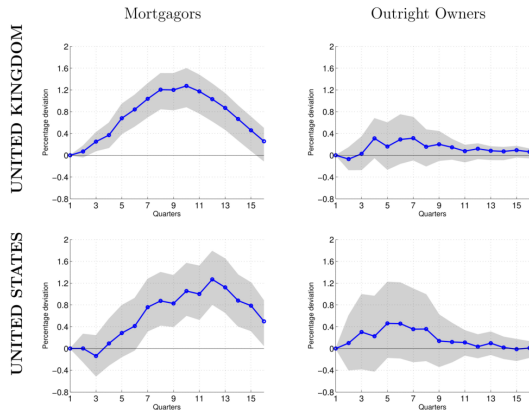 Mortgagors
Outright Owners
UNITED KINGDOM
2
1.6
1.2
0.8
0.4
0
−0.4
−0.8
Percentage deviation
1 3 5 7 9 11 13 15
Quarters
2
1.6
1.2
0.8
0.4
0
−0.4
−0.8
Percentage deviation
1 3 5 7 9 11 13 15
Quarters
UNITED STATES
2
1.6
1.2
0.8
0.4
0
−0.4
−0.8
Percentage deviation
1 3 5 7 9 11 13 15
Quarters
2
1.6
1.2
0.8
0.4
0
−0.4
−0.8
Percentage deviation
1 3 5 7 9 11 13 15
Quarters